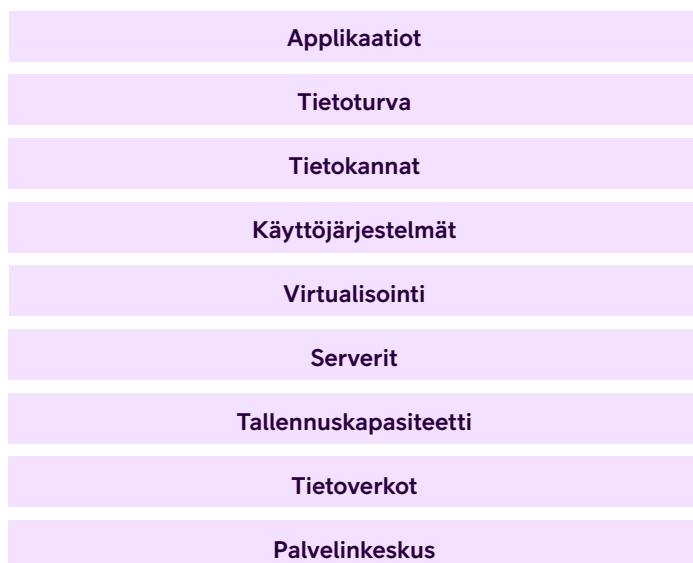 Applikaatiot
Tietoturva
Tietokannat
Käyttöjärjestelmät
Virtualisointi
Serverit
Tallennuskapasiteetti
Tietoverkot
Palvelinkeskus